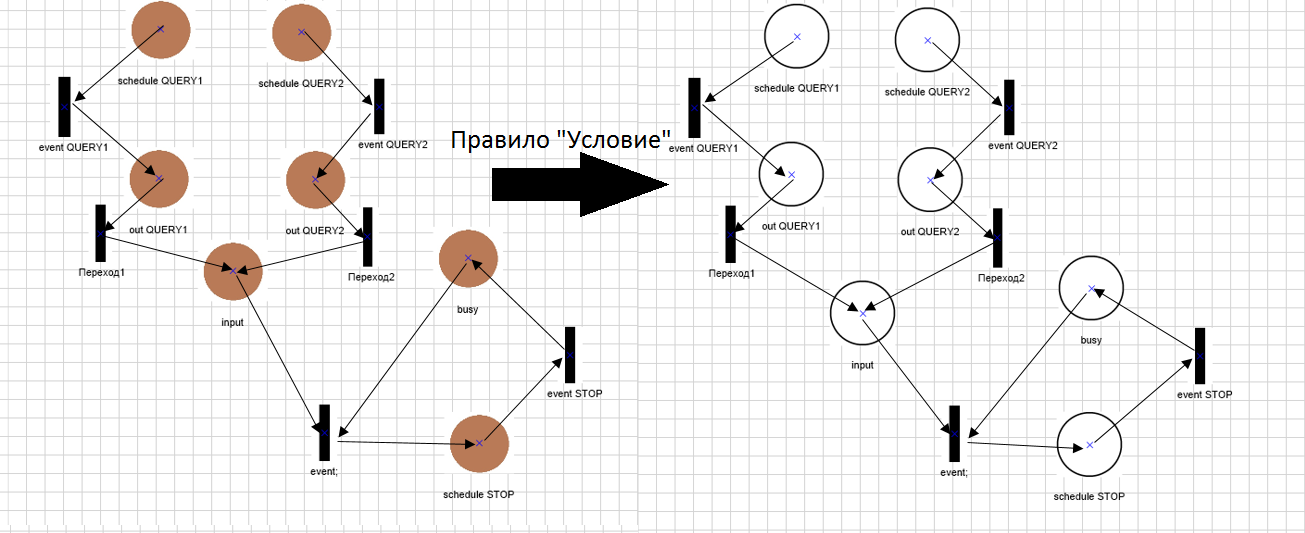 schedule QUERY1
schedule QUERY2
event QUERY1
event QUERY2
out QUERY1
out QUERY2
Переход1
Переход2
input
busy
event STOP
event;
schedule STOP
Правило "Условие"
schedule QUERY1
schedule QUERY2
event QUERY1
event QUERY2
out QUERY1
out QUERY2
Переход1
Переход2
input
busy
event STOP
event;
schedule STOP